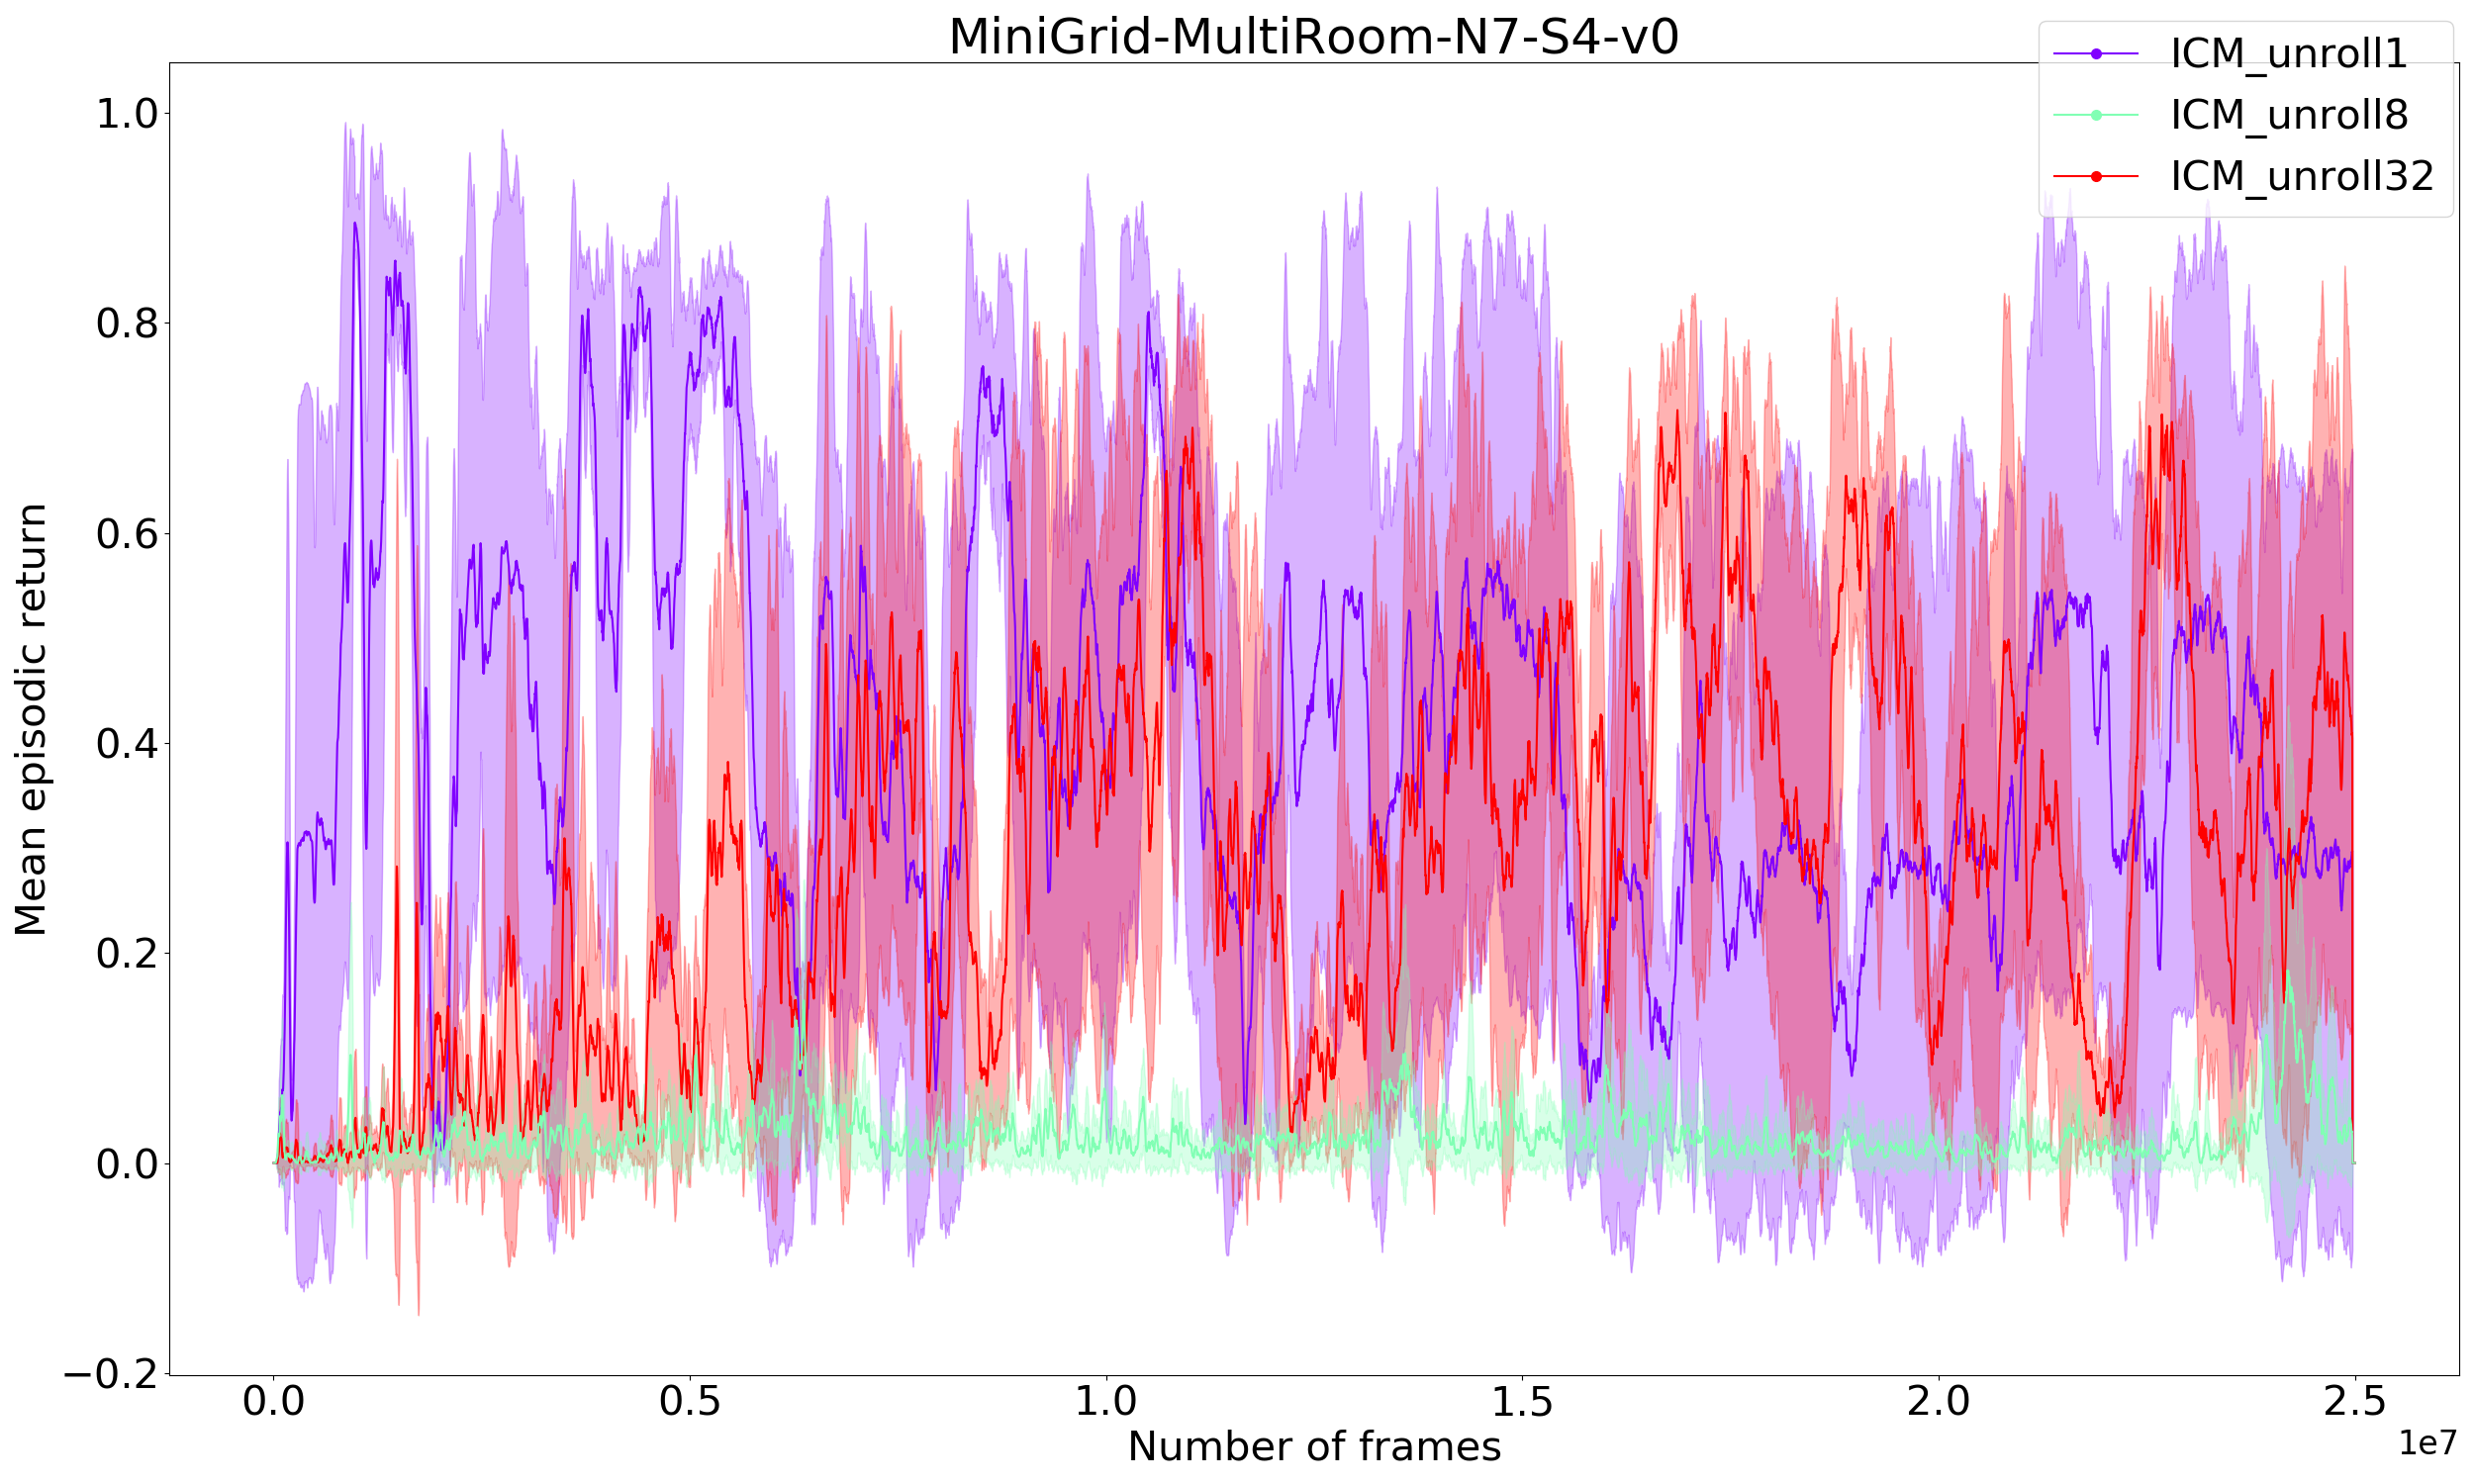 MiniGrid-MultiRoom-N7-S4-v0
ICM_unroll1
ICM_unroll8
ICM_unroll32
Mean episodic return
1.0
0.8
0.6
0.4
0.2
0.0
−0.2
0.0 0.5 1.0 1.5 2.0 2.5
Number of frames
1e7